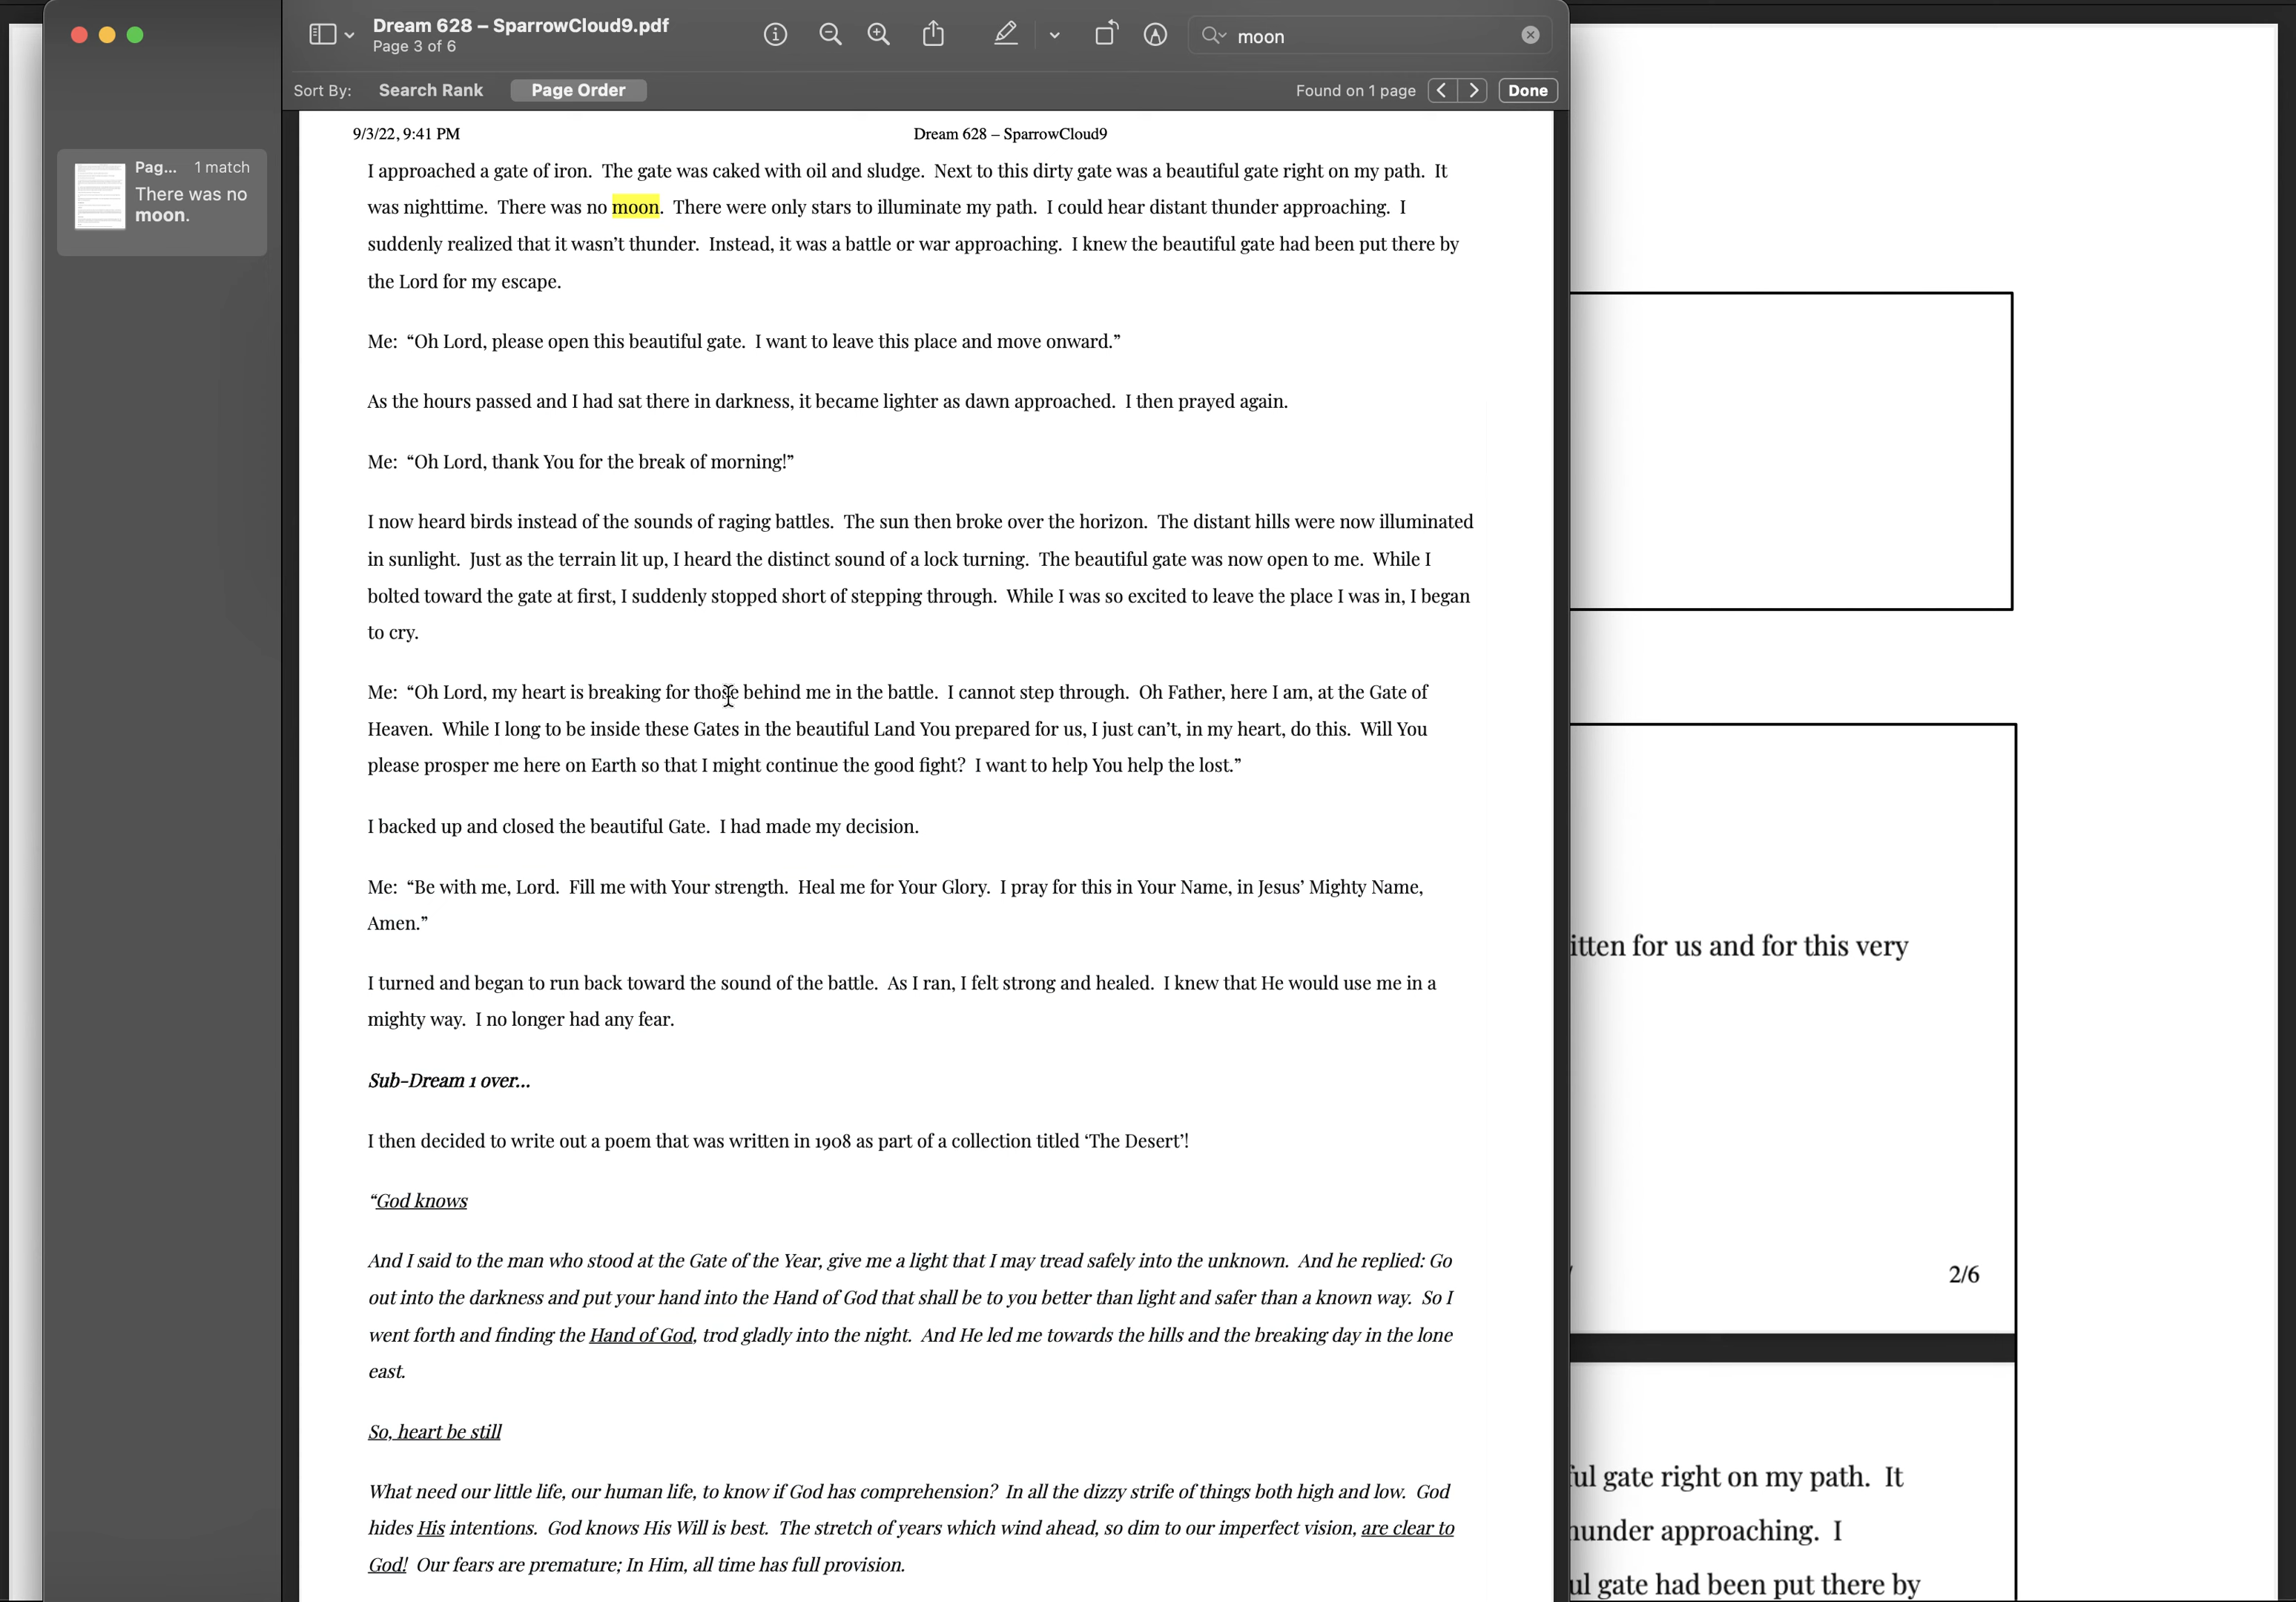 Dream 628 – SparrowCloud9.pdf
Page 3 of 6
moon
Sort By: Search Rank Page Order Found on 1 page Done
Pag... 1 match
There was no
moon.
9/3/22, 9:41 PM Dream 628 – SparrowCloud9
I approached a gate of iron. The gate was caked with oil and sludge. Next to this dirty gate was a beautiful gate right on my path. It
was nighttime. There was no moon. There were only stars to illuminate my path. I could hear distant thunder approaching. I
suddenly realized that it wasn’t thunder. Instead, it was a battle or war approaching. I knew the beautiful gate had been put there by
the Lord for my escape.
Me: “Oh Lord, please open this beautiful gate. I want to leave this place and move onward.”
As the hours passed and I had sat there in darkness, it became lighter as dawn approached. I then prayed again.
Me: “Oh Lord, thank You for the break of morning!”
I now heard birds instead of the sounds of raging battles. The sun then broke over the horizon. The distant hills were now illuminated
in sunlight. Just as the terrain lit up, I heard the distinct sound of a lock turning. The beautiful gate was now open to me. While I
bolted toward the gate at first, I suddenly stopped short of stepping through. While I was so excited to leave the place I was in, I began
to cry.
Me: “Oh Lord, my heart is breaking for those behind me in the battle. I cannot step through. Oh Father, here I am, at the Gate of
Heaven. While I long to be inside these Gates in the beautiful Land You prepared for us, I just can’t, in my heart, do this. Will You
please prosper me here on Earth so that I might continue the good fight? I want to help You help the lost.”
I backed up and closed the beautiful Gate. I had made my decision.
Me: “Be with me, Lord. Fill me with Your strength. Heal me for Your Glory. I pray for this in Your Name, in Jesus’ Mighty Name,
Amen.”
I turned and began to run back toward the sound of the battle. As I ran, I felt strong and healed. I knew that He would use me in a
mighty way. I no longer had any fear.
Sub-Dream 1 over...
I then decided to write out a poem that was written in 1908 as part of a collection titled ‘The Desert’!
“God knows
And I said to the man who stood at the Gate of the Year, give me a light that I may tread safely into the unknown. And he replied: Go
out into the darkness and put your hand into the Hand of God that shall be to you better than light and safer than a known way. So I
went forth and finding the Hand of God, trod gladly into the night. And He led me towards the hills and the breaking day in the lone
east.
So, heart be still
What need our little life, our human life, to know if God has comprehension? In all the dizzy strife of things both high and low. God
hides His intentions. God knows His Will is best. The stretch of years which wind ahead, so dim to our imperfect vision, are clear to
God! Our fears are premature; In Him, all time has full provision.
itten for us and for this very
2/6
ful gate right on my path. It
hunder approaching. I
ul gate had been put there by